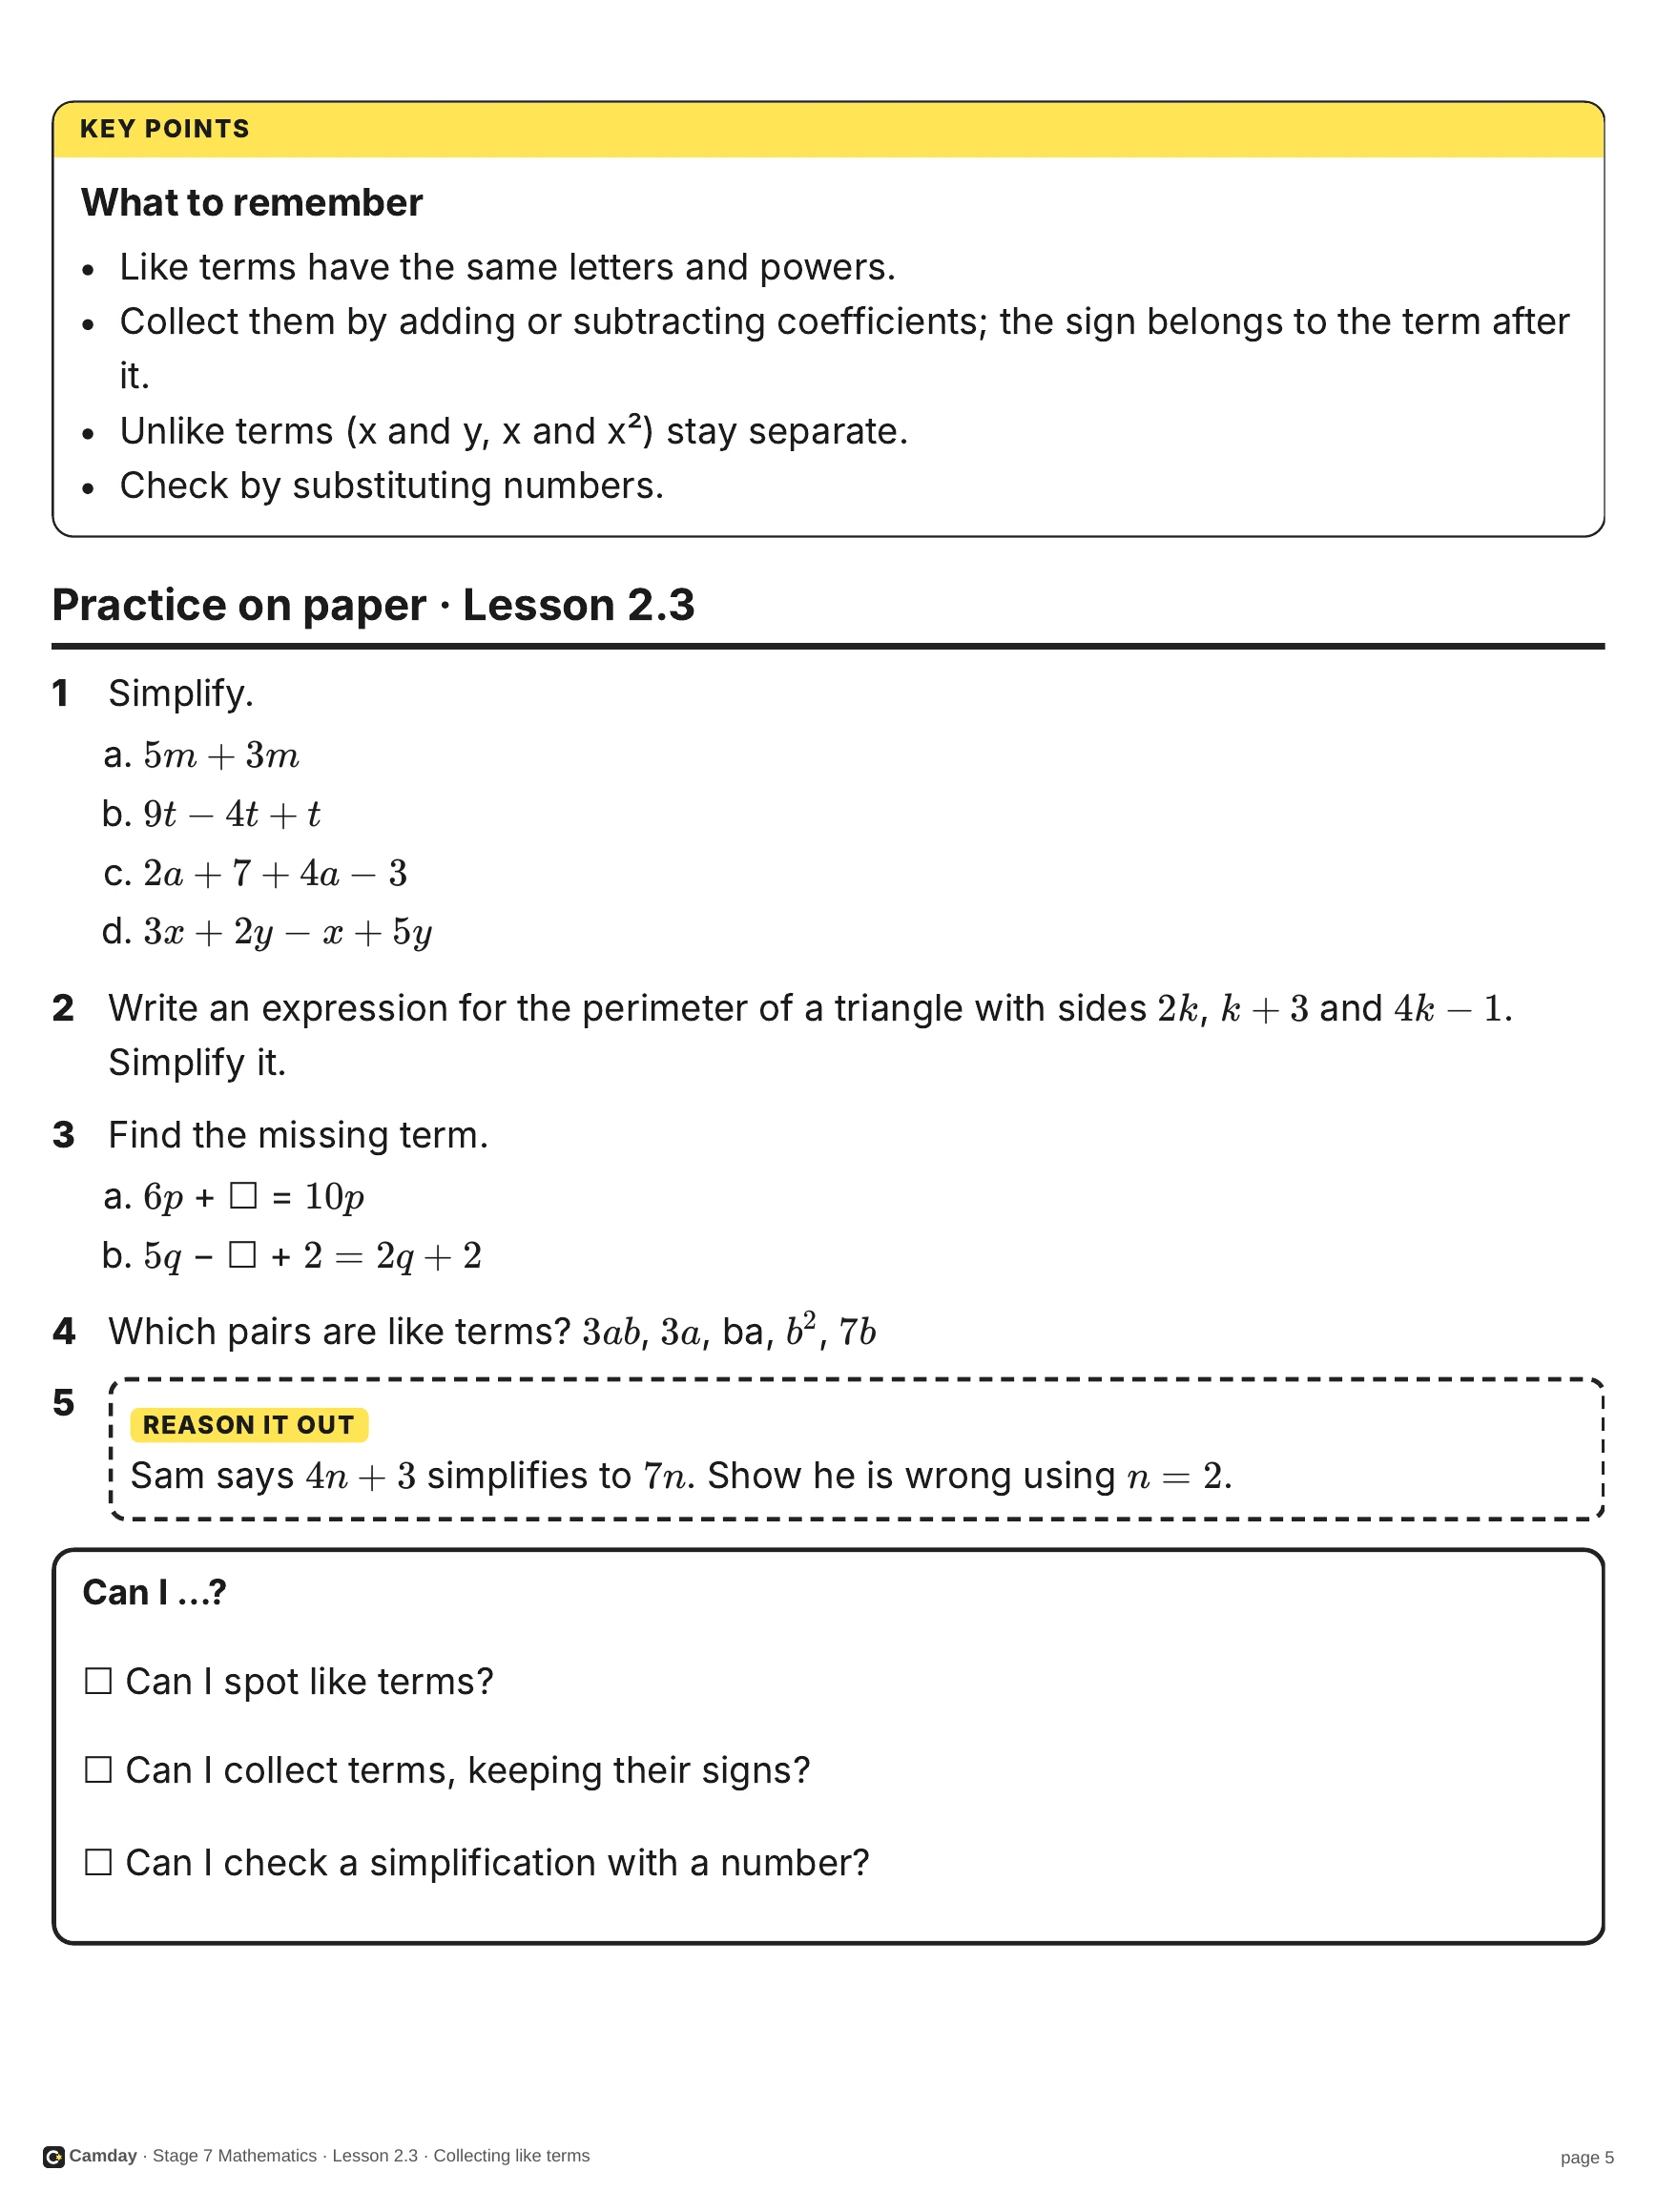 KEY POINTS
What to remember
• Like terms have the same letters and powers.
• Collect them by adding or subtracting coefficients; the sign belongs to the term after
it.
• Unlike terms (x and y, x and x²) stay separate.
• Check by substituting numbers.
Practice on paper · Lesson 2.3
1 Simplify.
a. 5m + 3m
b. 9t − 4t + t
c. 2a + 7 + 4a − 3
d. 3x + 2y − x + 5y
2 Write an expression for the perimeter of a triangle with sides 2k, k + 3 and 4k − 1.
Simplify it.
3 Find the missing term.
a. 6p + ☐ = 10p
b. 5q − ☐ + 2 = 2q + 2
4 Which pairs are like terms? 3ab, 3a, ba, b², 7b
5
REASON IT OUT
Sam says 4n + 3 simplifies to 7n. Show he is wrong using n = 2.
Can I …?
☐ Can I spot like terms?
☐ Can I collect terms, keeping their signs?
☐ Can I check a simplification with a number?
Camday · Stage 7 Mathematics · Lesson 2.3 · Collecting like terms
page 5